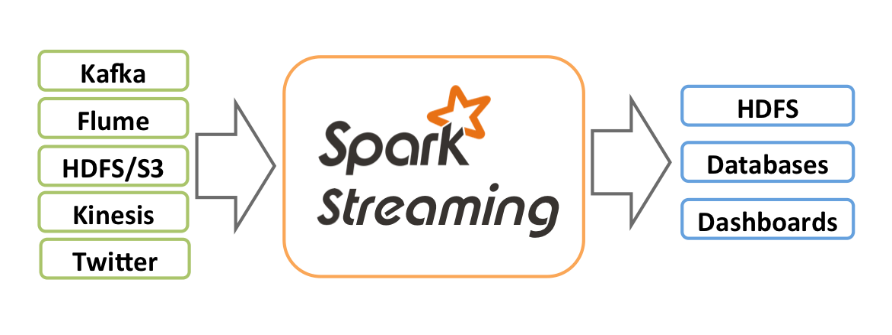 Kafka
Flume
HDFS/S3
Kinesis
Twitter
Spark
Streaming
HDFS
Databases
Dashboards